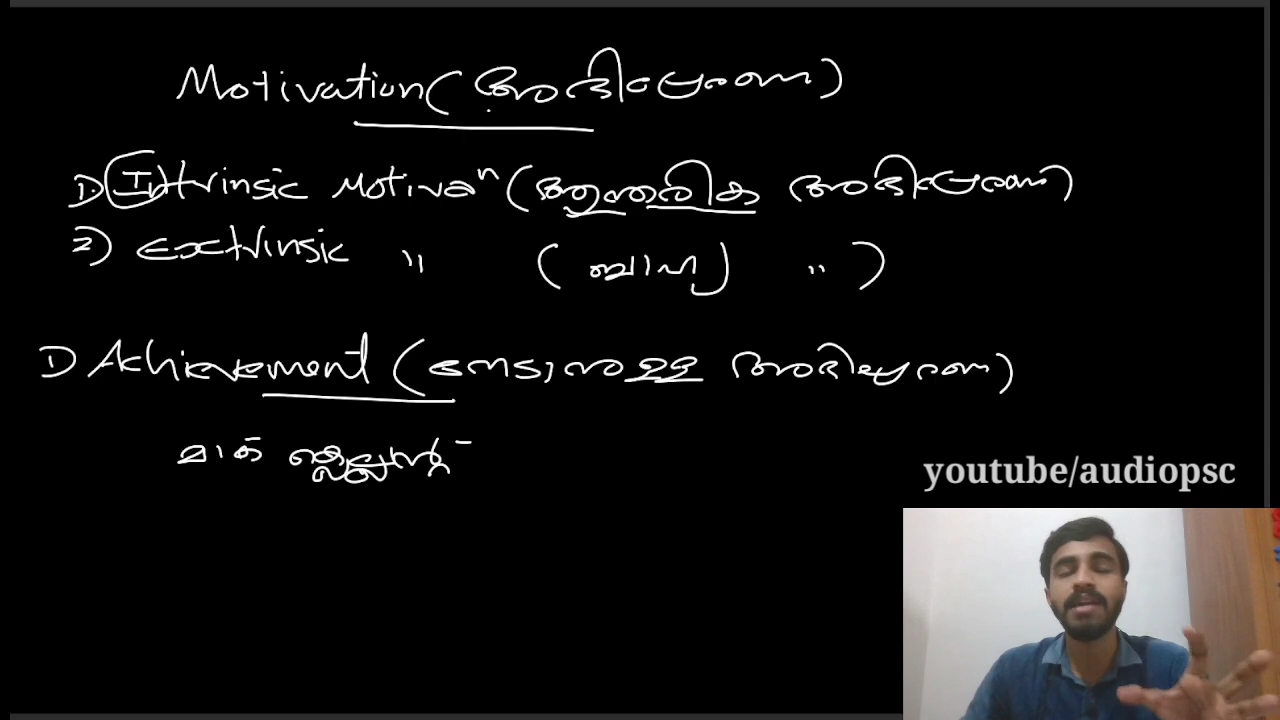 Motivation (അഭിപ്രേരണ)
1) Intrinsic Motivaⁿ (ആന്തരിക അഭിപ്രേരണ)
2) Extrinsic " (ബാഹ്യ ")
1) Achievement (നേടാനുള്ള അഭിപ്രേരണ)
മാക് ക്ലെല്ലന്റ്
youtube/audiopsc